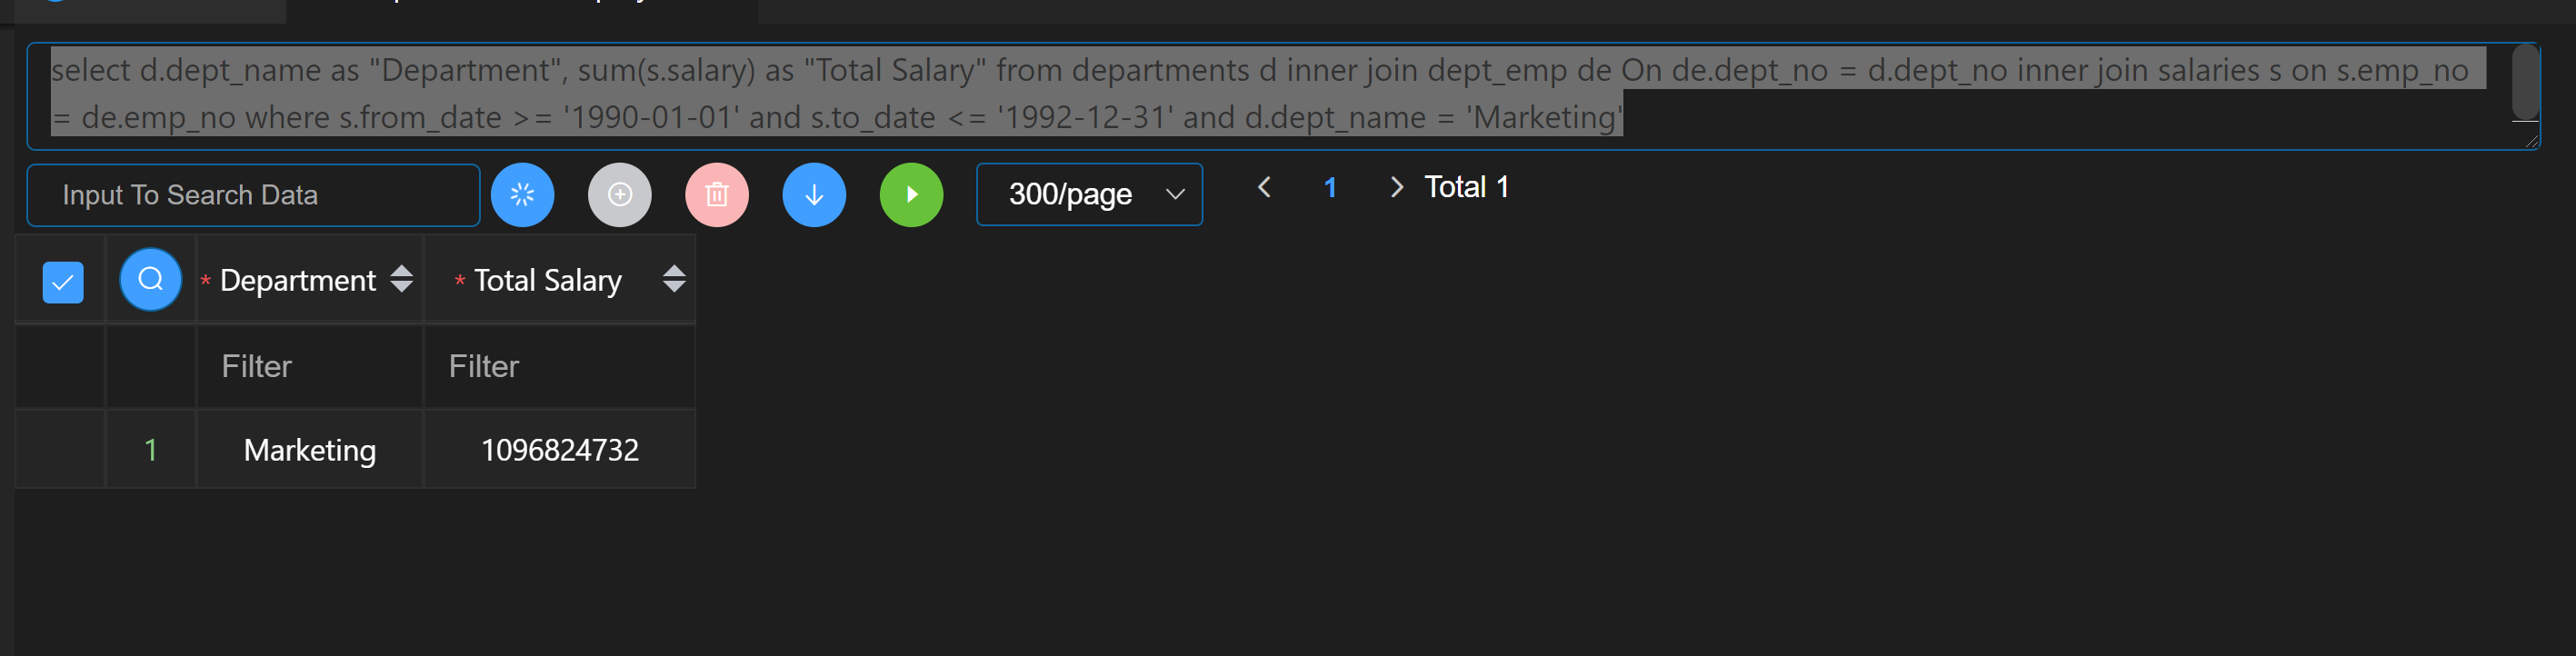 select d.dept_name as "Department", sum(s.salary) as "Total Salary" from departments d inner join dept_emp de On de.dept_no = d.dept_no inner join salaries s on s.emp_no
= de.emp_no where s.from_date >= '1990-01-01' and s.to_date <= '1992-12-31' and d.dept_name = 'Marketing'
Input To Search Data 300/page 1 Total 1
* Department * Total Salary
Filter Filter
1 Marketing 1096824732